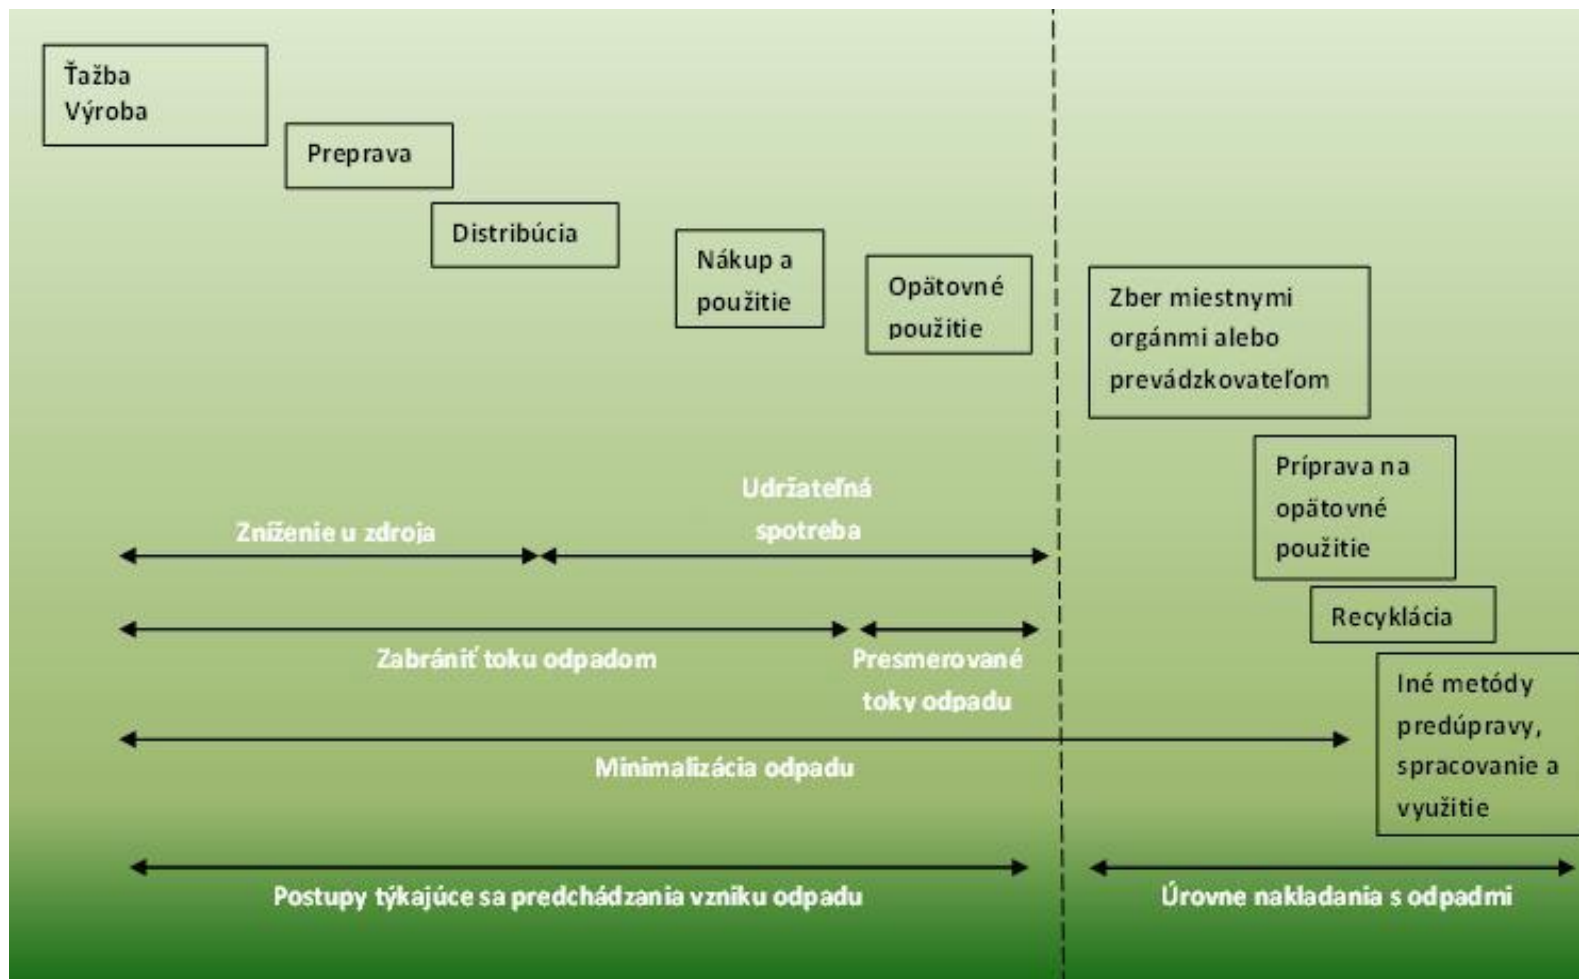 Ťažba
Výroba
Preprava
Distribúcia
Nákup a
použitie
Opätovné
použitie
Zber miestnymi
orgánmi alebo
prevádzkovateľom
Príprava na
opätovné
použitie
Recyklácia
Iné metódy
predúpravy,
spracovanie a
využitie
Zníženie u zdroja
Udržateľná
spotreba
Zabrániť toku odpadom
Presmerované
toky odpadu
Minimalizácia odpadu
Postupy týkajúce sa predchádzania vzniku odpadu
Úrovne nakladania s odpadmi